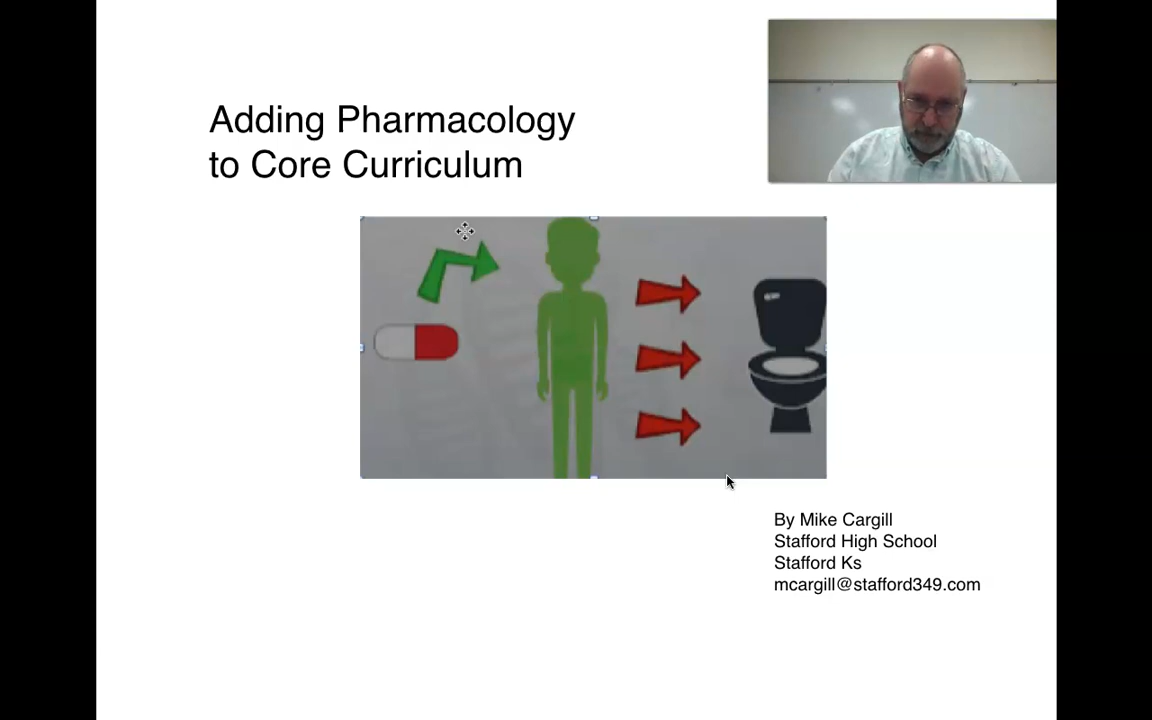 Adding Pharmacology
to Core Curriculum
By Mike Cargill
Stafford High School
Stafford Ks
mcargill@stafford349.com